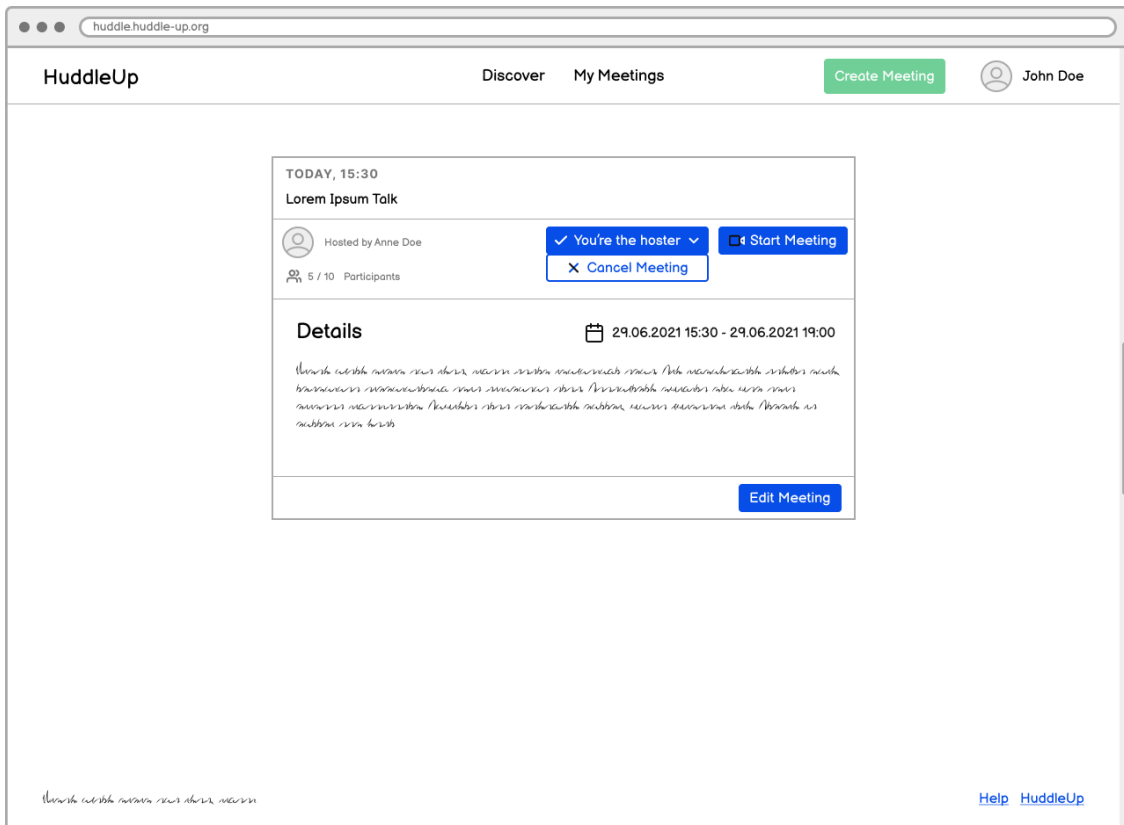 huddle.huddle-up.org
HuddleUp Discover My Meetings Create Meeting John Doe
TODAY, 15:30
Lorem Ipsum Talk
Hosted by Anne Doe
You're the hoster
Start Meeting
5 / 10 Participants
Cancel Meeting
Details
29.06.2021 15:30 - 29.06.2021 19:00
Edit Meeting
Help HuddleUp